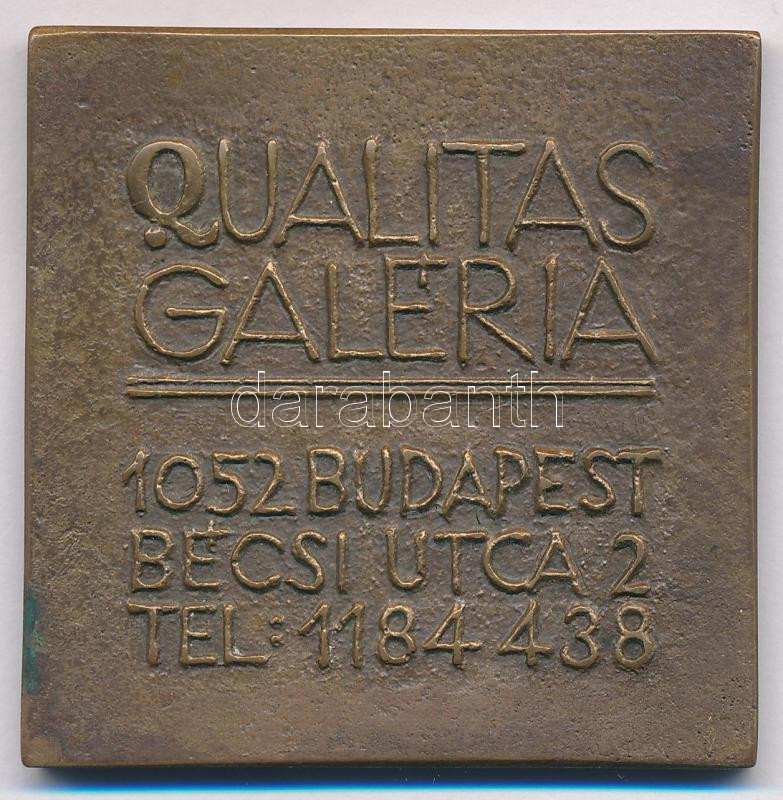 QUALITAS
GALÉRIA
darabanth
1052 BUDAPEST
BÉCSI UTCA 2
TEL: 1184 438